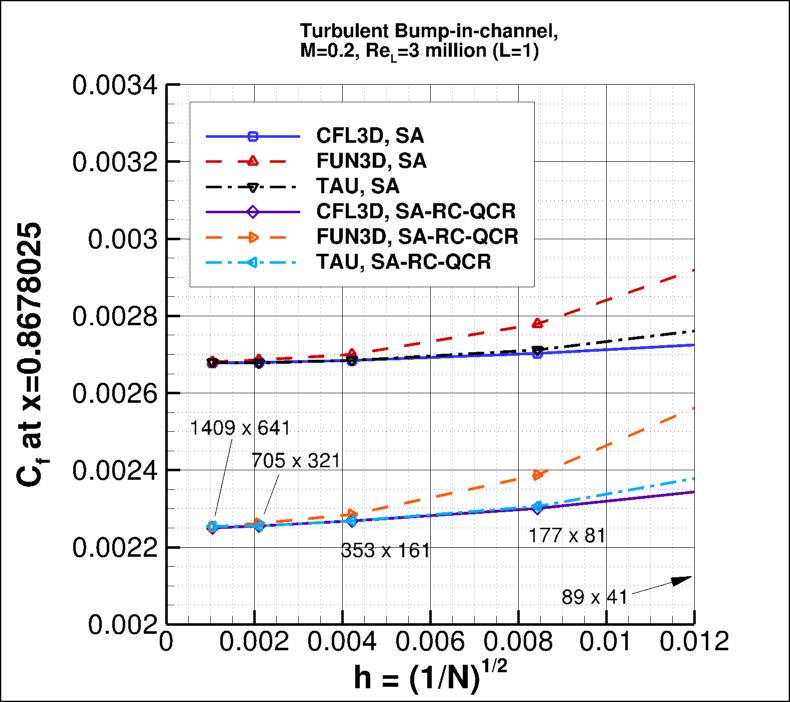 Turbulent Bump-in-channel,
M=0.2, Re_L=3 million (L=1)
0.0034
0.0032
0.003
0.0028
0.0026
0.0024
0.0022
0.002
C_f at x=0.8678025
CFL3D, SA
FUN3D, SA
TAU, SA
CFL3D, SA-RC-QCR
FUN3D, SA-RC-QCR
TAU, SA-RC-QCR
1409 x 641
705 x 321
353 x 161
177 x 81
89 x 41
0 0.002 0.004 0.006 0.008 0.01 0.012
h = (1/N)^1/2